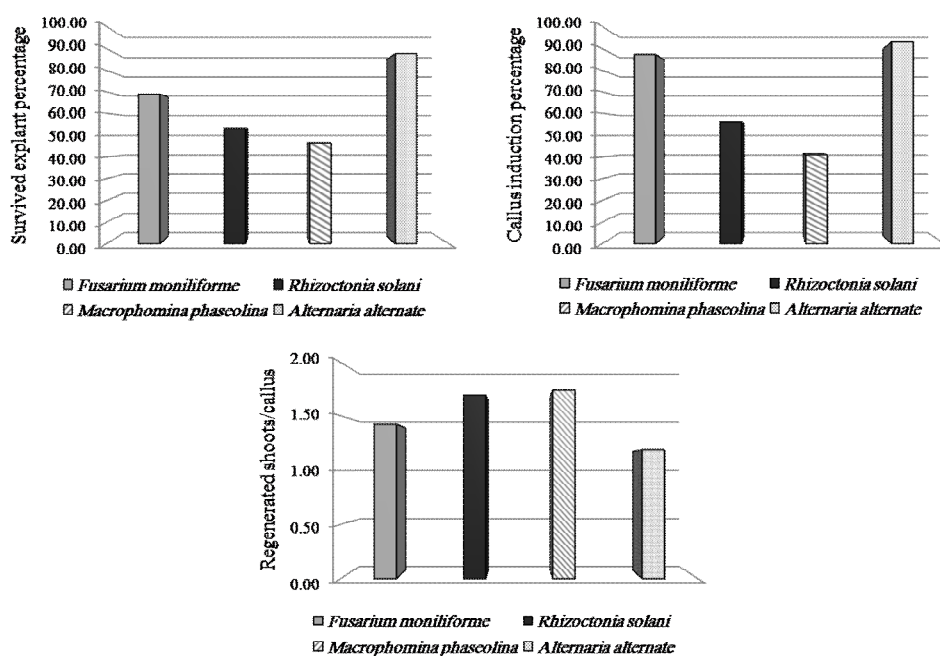 100.00
90.00
80.00
70.00
60.00
50.00
40.00
30.00
20.00
10.00
0.00
Survived explant percentage
Fusarium moniliforme
Rhizoctonia solani
Macrophomina phaseolina
Alternaria alternate
100.00
90.00
80.00
70.00
60.00
50.00
40.00
30.00
20.00
10.00
0.00
Callus induction percentage
Fusarium moniliforme
Rhizoctonia solani
Macrophomina phaseolina
Alternaria alternate
2.00
1.50
1.00
0.50
0.00
Regenerated shoots/callus
Fusarium moniliforme
Rhizoctonia solani
Macrophomina phaseolina
Alternaria alternate